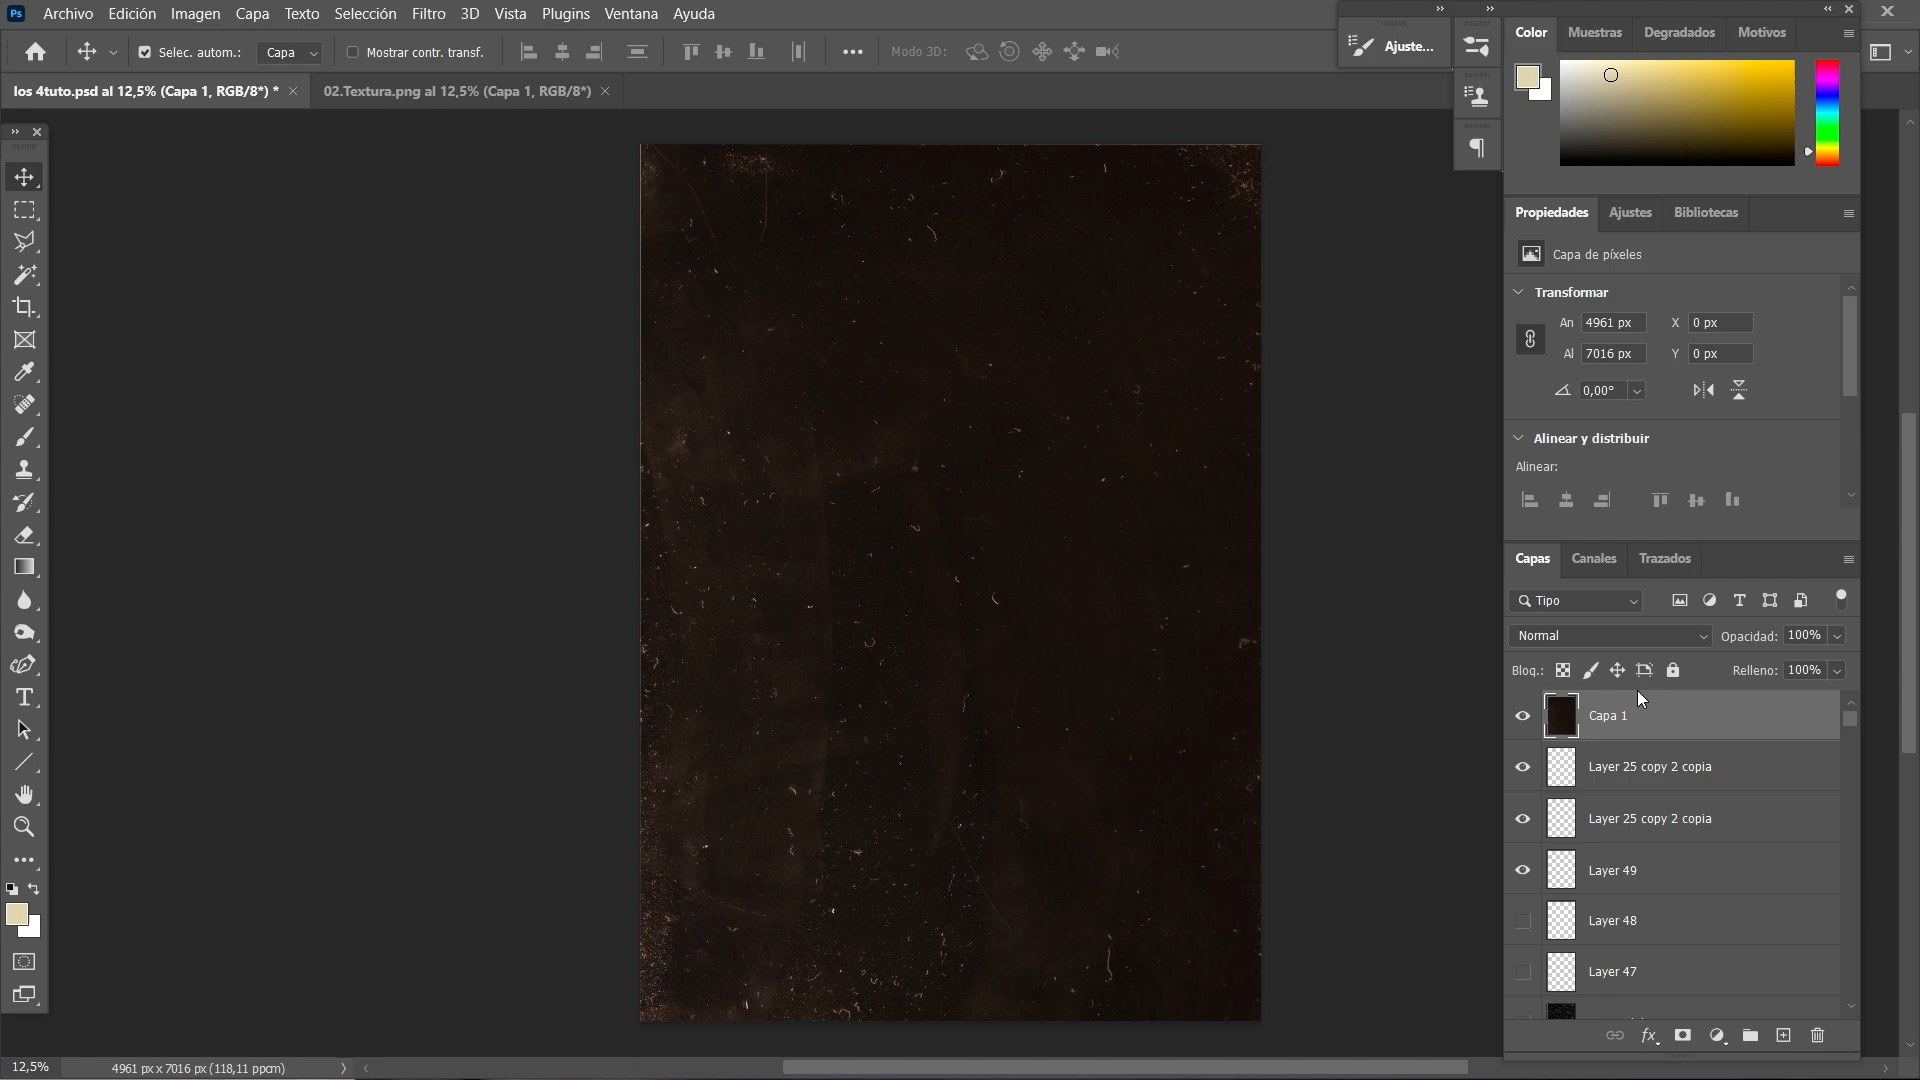 Ps Archivo Edición Imagen Capa Texto Selección Filtro 3D Vista Plugins Ventana Ayuda
Selec. autom.: Capa Mostrar contr. transf. Modo 3D:
Ajuste...
los 4tuto.psd al 12,5% (Capa 1, RGB/8*) *
02.Textura.png al 12,5% (Capa 1, RGB/8*)
Color Muestras Degradados Motivos
Propiedades Ajustes Bibliotecas
Capa de píxeles
Transformar
An 4961 px X 0 px
Al 7016 px Y 0 px
0,00°
Alinear y distribuir
Alinear:
Capas Canales Trazados
Tipo
Normal Opacidad: 100%
Bloq.: Relleno: 100%
Capa 1
Layer 25 copy 2 copia
Layer 25 copy 2 copia
Layer 49
Layer 48
Layer 47
fx
12,5% 4961 px x 7016 px (118,11 ppcm)